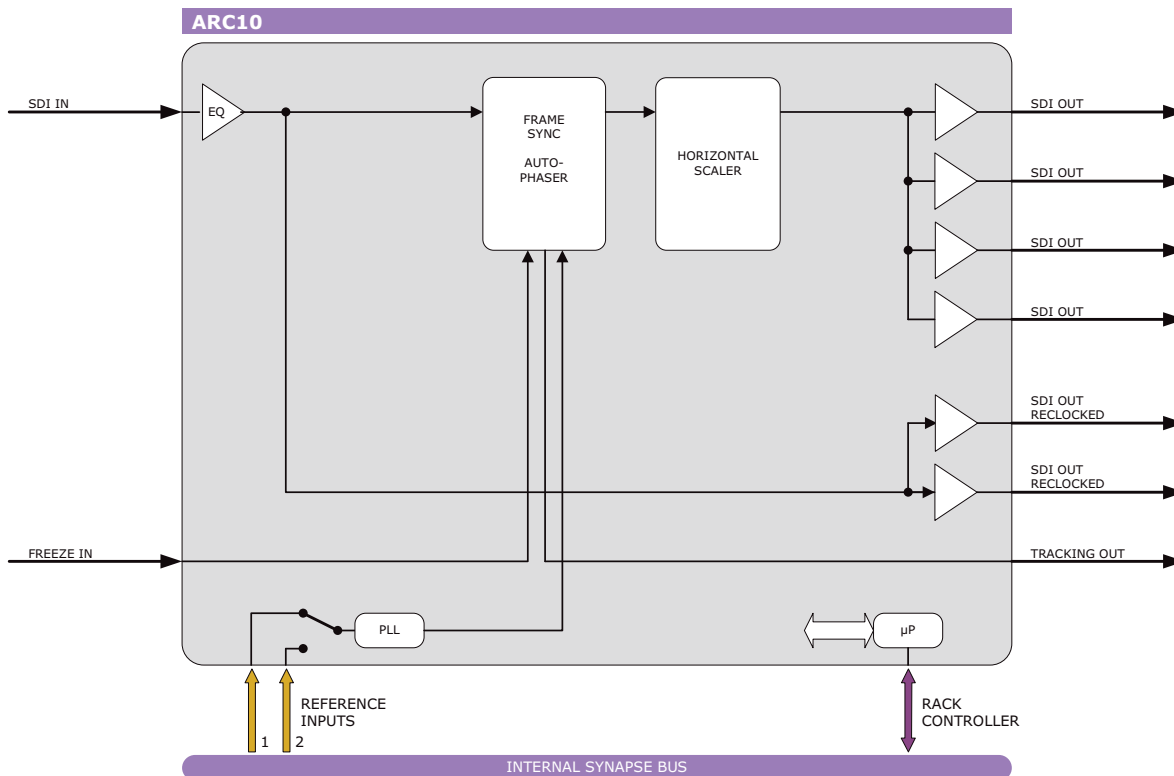 ARC10
SDI IN
EQ
FRAME
SYNC
AUTO-
PHASER
HORIZONTAL
SCALER
SDI OUT
SDI OUT
SDI OUT
SDI OUT
SDI OUT
RECLOCKED
SDI OUT
RECLOCKED
FREEZE IN
TRACKING OUT
PLL
µP
REFERENCE
INPUTS
1
2
RACK
CONTROLLER
INTERNAL SYNAPSE BUS